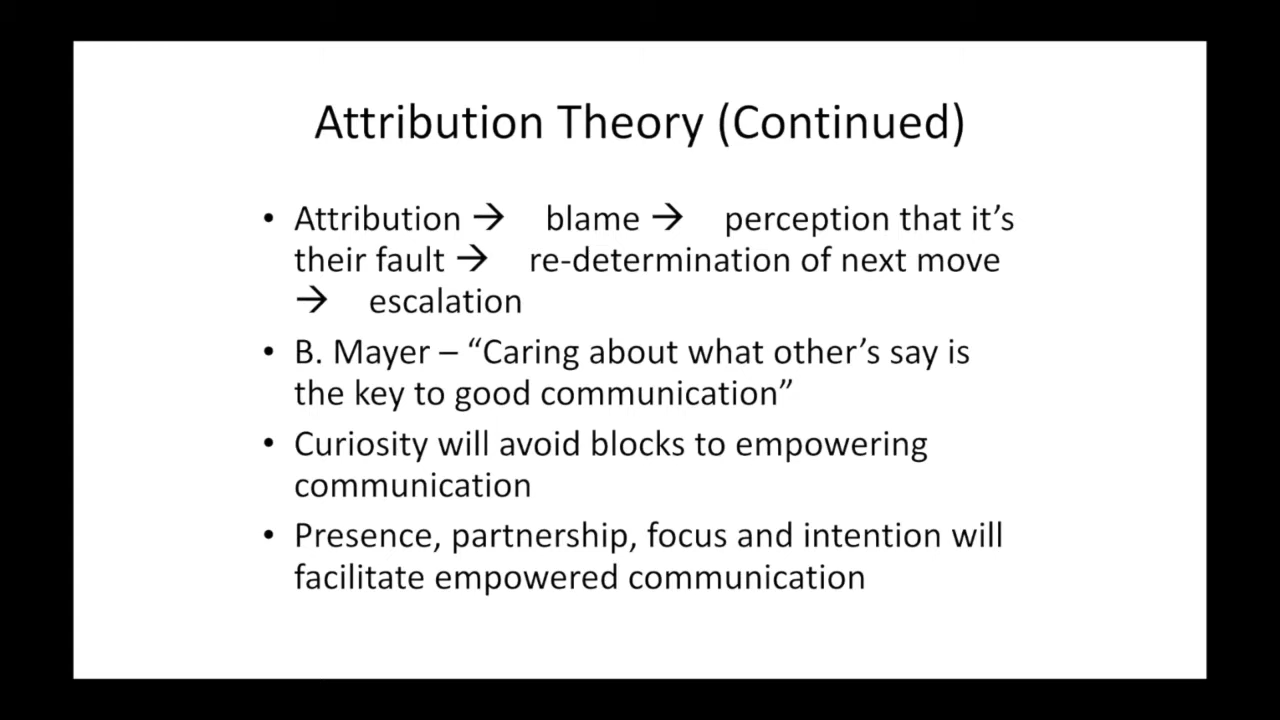 Attribution Theory (Continued)
• Attribution → blame → perception that it’s
their fault → re-determination of next move
→ escalation
• B. Mayer – “Caring about what other’s say is
the key to good communication”
• Curiosity will avoid blocks to empowering
communication
• Presence, partnership, focus and intention will
facilitate empowered communication